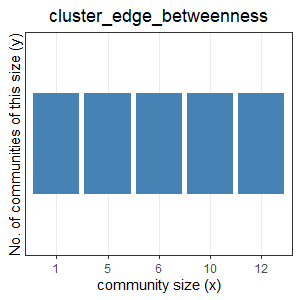 cluster_edge_betweenness
No. of communities of this size (y)
1 5 6 10 12
community size (x)